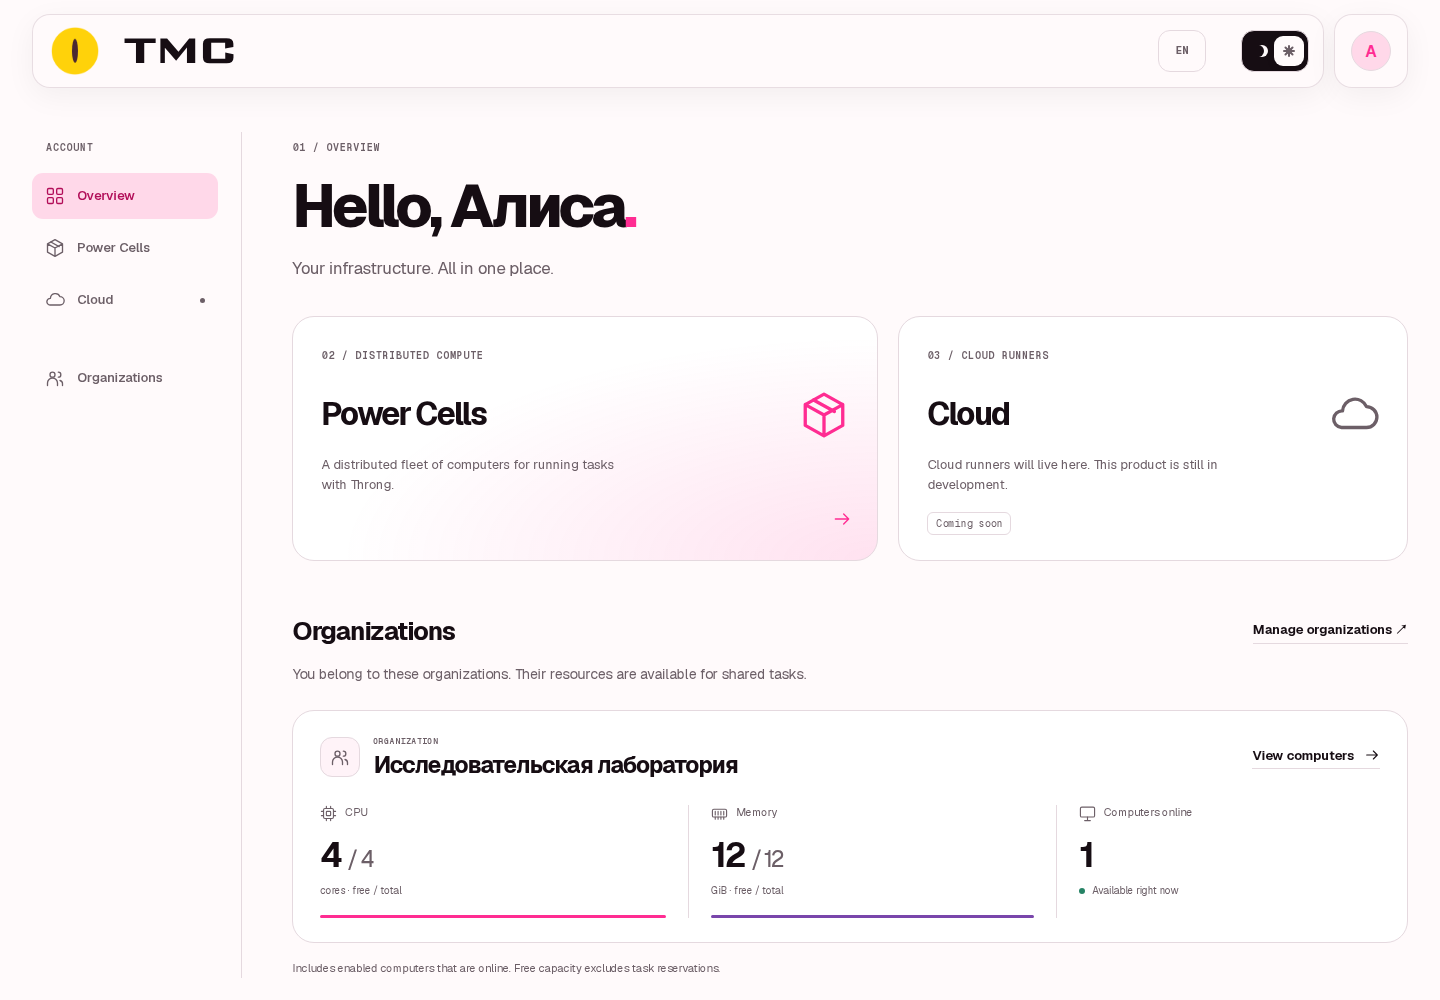 TMC
EN
A
ACCOUNT
Overview
Power Cells
Cloud
Organizations
01 / OVERVIEW
Hello, Алиса.
Your infrastructure. All in one place.
02 / DISTRIBUTED COMPUTE
Power Cells
A distributed fleet of computers for running tasks
with Throng.
03 / CLOUD RUNNERS
Cloud
Cloud runners will live here. This product is still in
development.
Coming soon
Organizations
Manage organizations ↗
You belong to these organizations. Their resources are available for shared tasks.
ORGANIZATION
Исследовательская лаборатория
View computers →
CPU
4 / 4
cores · free / total
Memory
12 / 12
GiB · free / total
Computers online
1
Available right now
Includes enabled computers that are online. Free capacity excludes task reservations.